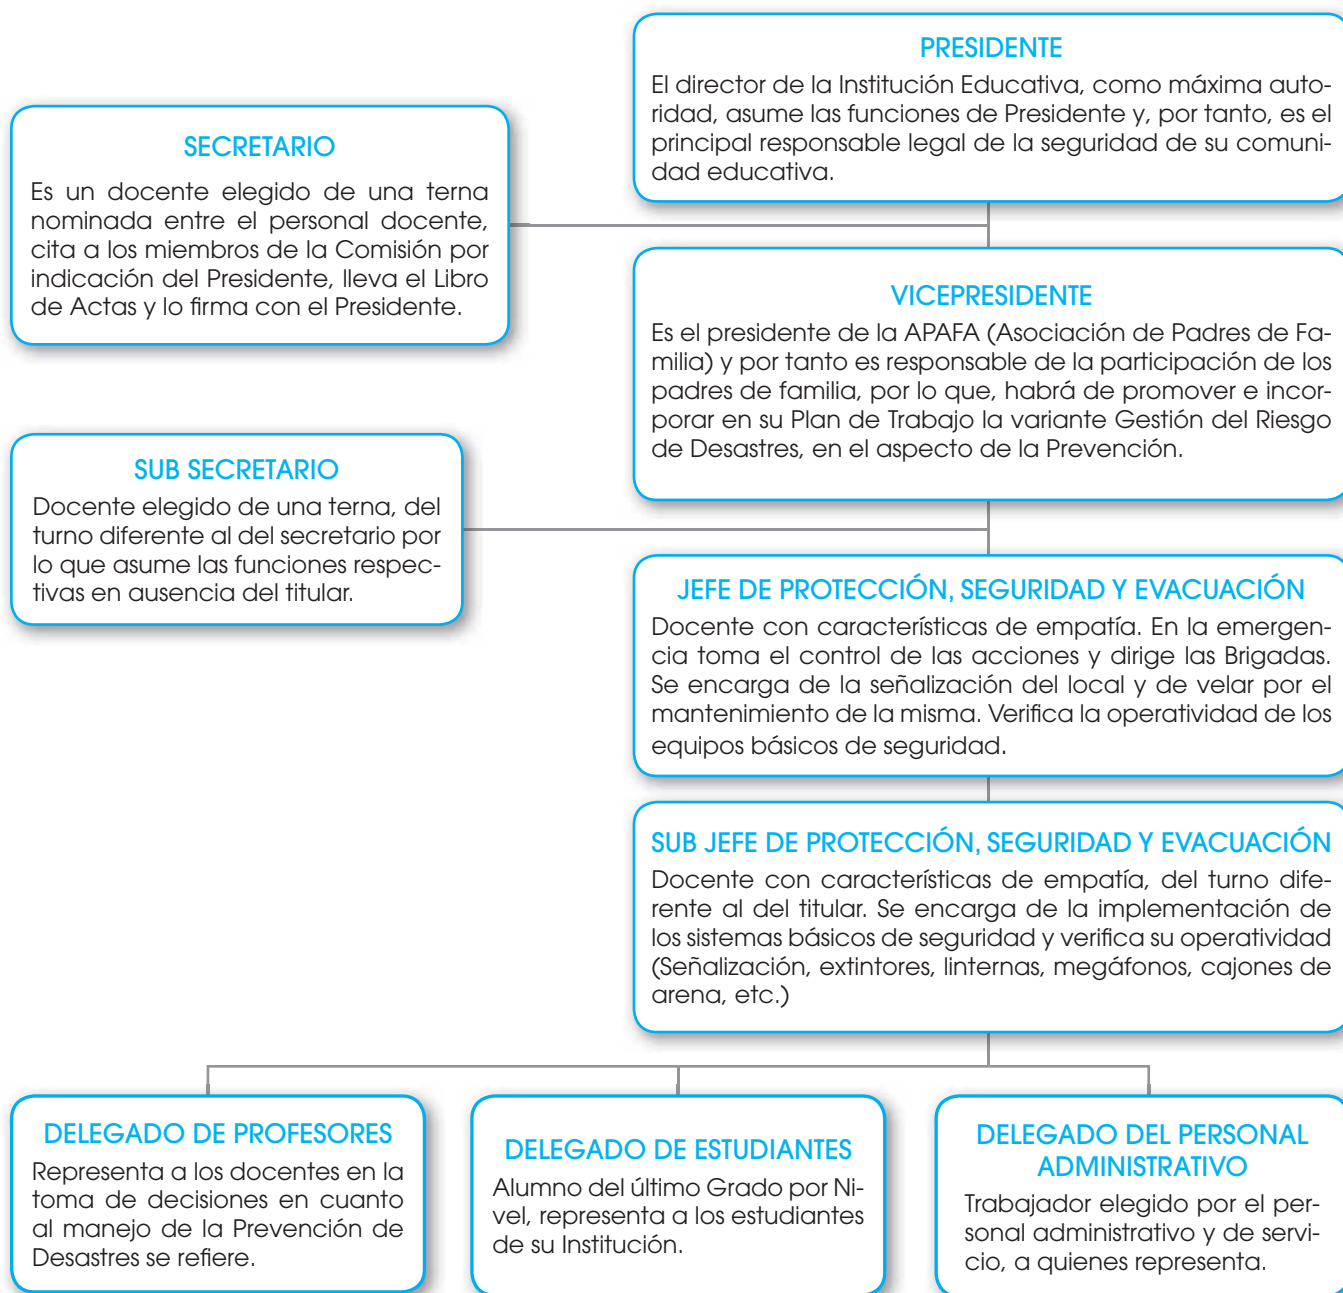 PRESIDENTE
El director de la Institución Educativa, como máxima auto-
ridad, asume las funciones de Presidente y, por tanto, es el
principal responsable legal de la seguridad de su comuni-
dad educativa.
SECRETARIO
Es un docente elegido de una terna
nominada entre el personal docente,
cita a los miembros de la Comisión por
indicación del Presidente, lleva el Libro
de Actas y lo firma con el Presidente.
VICEPRESIDENTE
Es el presidente de la APAFA (Asociación de Padres de Fa-
milia) y por tanto es responsable de la participación de los
padres de familia, por lo que, habrá de promover e incor-
porar en su Plan de Trabajo la variante Gestión del Riesgo
de Desastres, en el aspecto de la Prevención.
SUB SECRETARIO
Docente elegido de una terna, del
turno diferente al del secretario por
lo que asume las funciones respec-
tivas en ausencia del titular.
JEFE DE PROTECCIÓN, SEGURIDAD Y EVACUACIÓN
Docente con características de empatía. En la emergen-
cia toma el control de las acciones y dirige las Brigadas.
Se encarga de la señalización del local y de velar por el
mantenimiento de la misma. Verifica la operatividad de los
equipos básicos de seguridad.
SUB JEFE DE PROTECCIÓN, SEGURIDAD Y EVACUACIÓN
Docente con características de empatía, del turno dife-
rente al del titular. Se encarga de la implementación de
los sistemas básicos de seguridad y verifica su operatividad
(Señalización, extintores, linternas, megáfonos, cajones de
arena, etc.)
DELEGADO DE PROFESORES
Representa a los docentes en la
toma de decisiones en cuanto
al manejo de la Prevención de
Desastres se refiere.
DELEGADO DE ESTUDIANTES
Alumno del último Grado por Ni-
vel, representa a los estudiantes
de su Institución.
DELEGADO DEL PERSONAL
ADMINISTRATIVO
Trabajador elegido por el per-
sonal administrativo y de servi-
cio, a quienes representa.